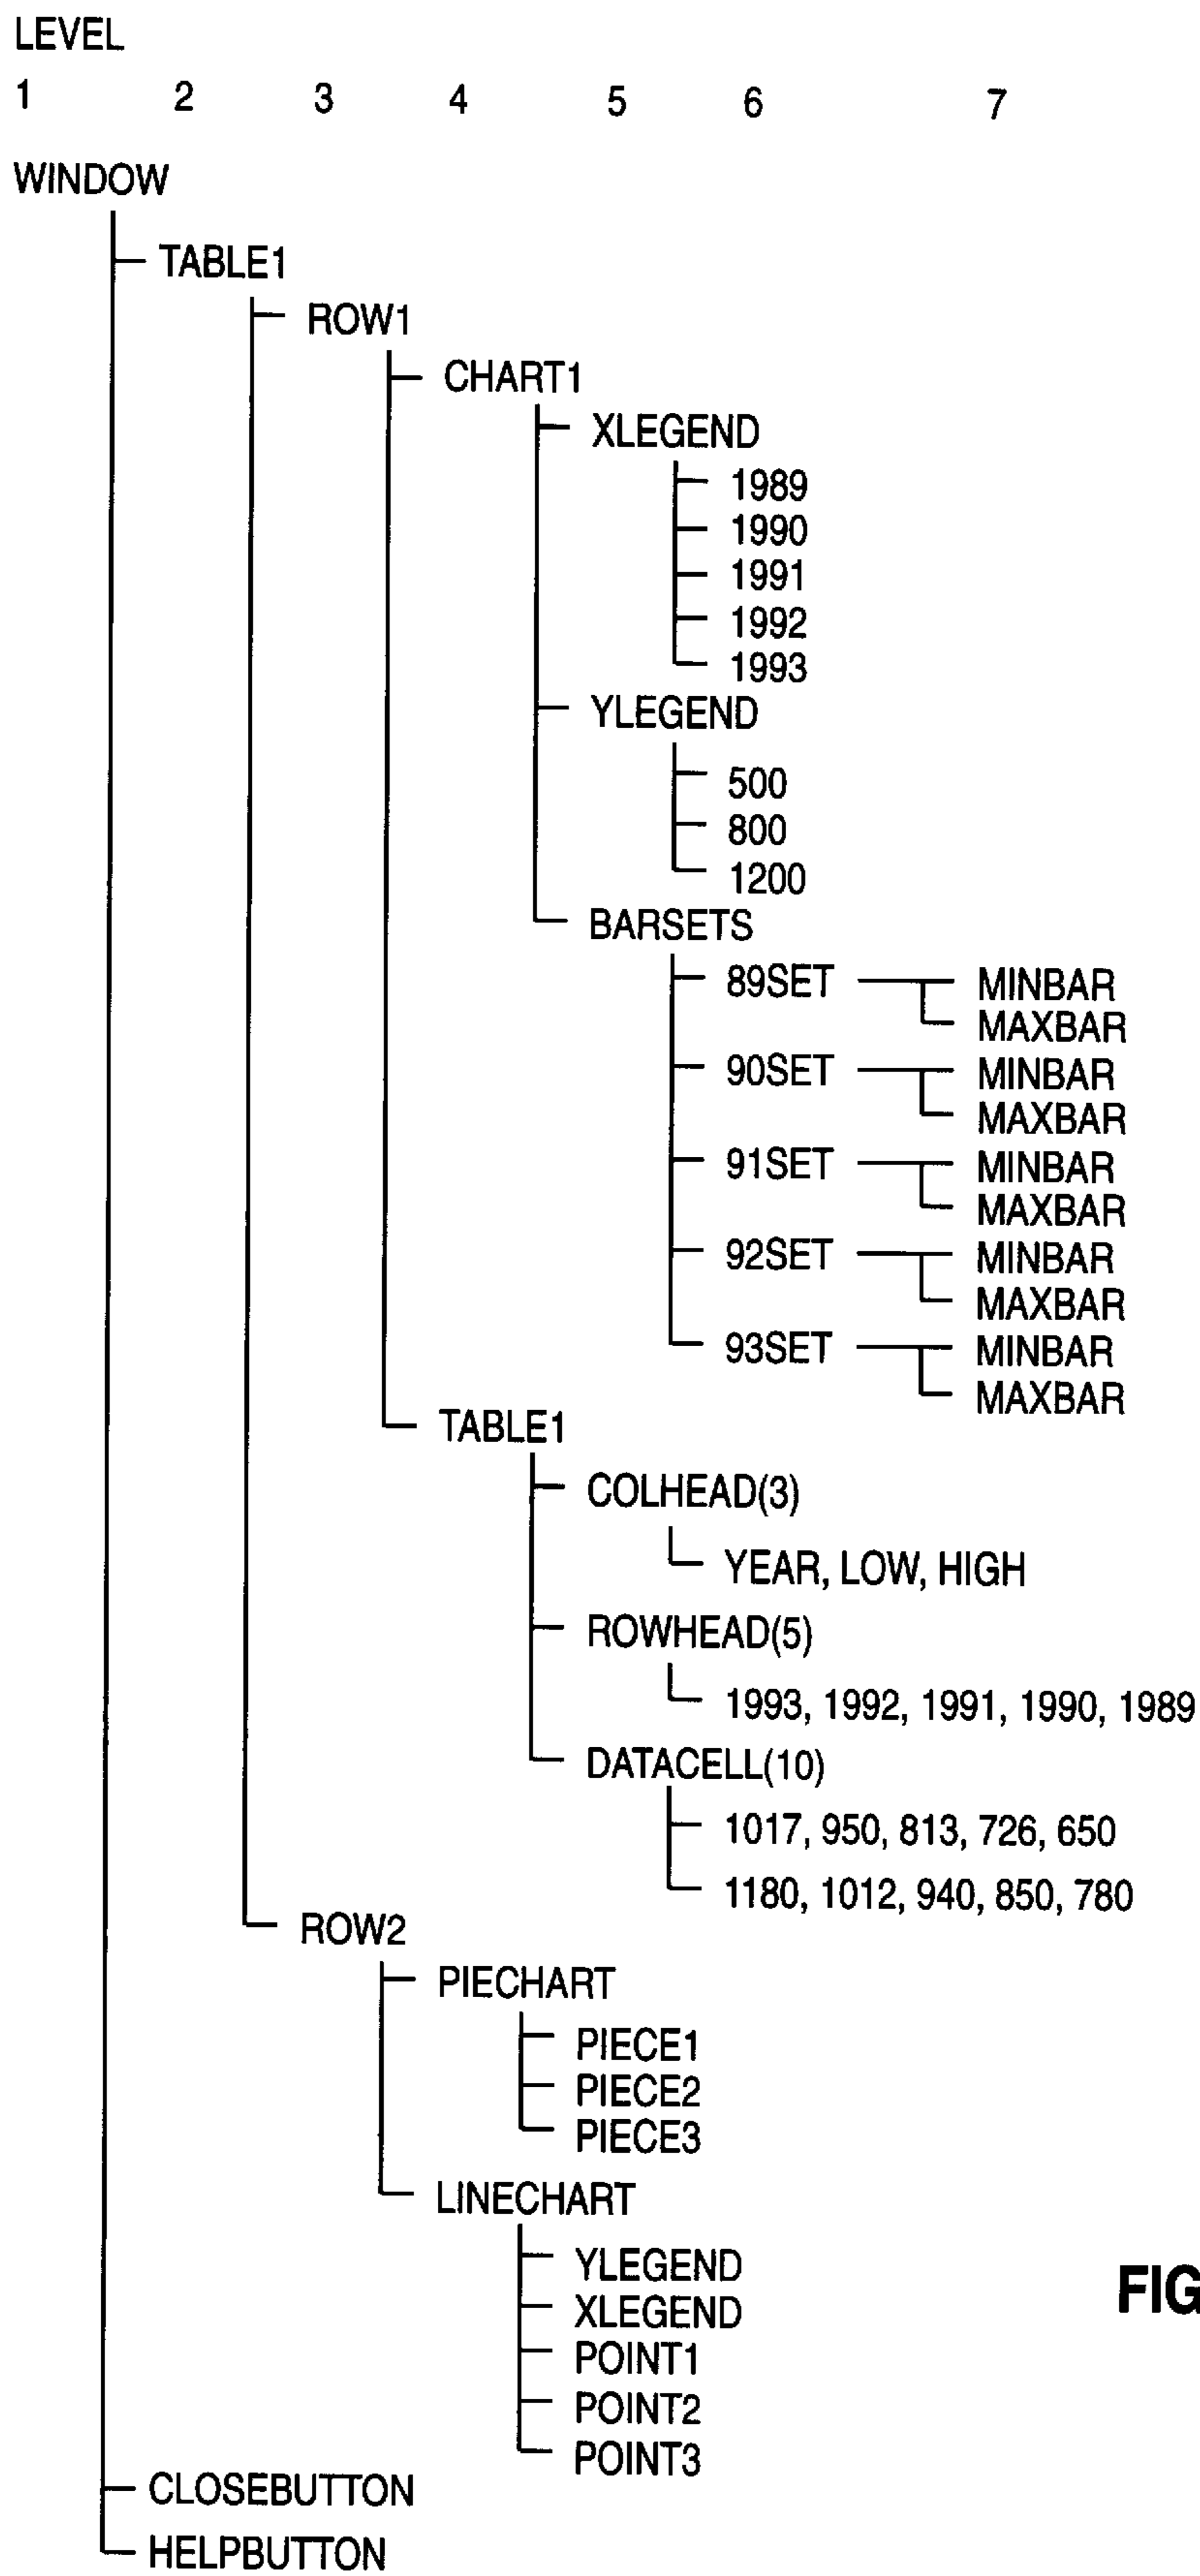 LEVEL
1 2 3 4 5 6 7
WINDOW
TABLE1
ROW1
CHART1
XLEGEND
1989
1990
1991
1992
1993
YLEGEND
500
800
1200
BARSETS
89SET MINBAR
MAXBAR
90SET MINBAR
MAXBAR
91SET MINBAR
MAXBAR
92SET MINBAR
MAXBAR
93SET MINBAR
MAXBAR
TABLE1
COLHEAD(3)
YEAR, LOW, HIGH
ROWHEAD(5)
1993, 1992, 1991, 1990, 1989
DATACELL(10)
1017, 950, 813, 726, 650
1180, 1012, 940, 850, 780
ROW2
PIECHART
PIECE1
PIECE2
PIECE3
LINECHART
YLEGEND
FIG
XLEGEND
POINT1
POINT2
POINT3
CLOSEBUTTON
HELPBUTTON